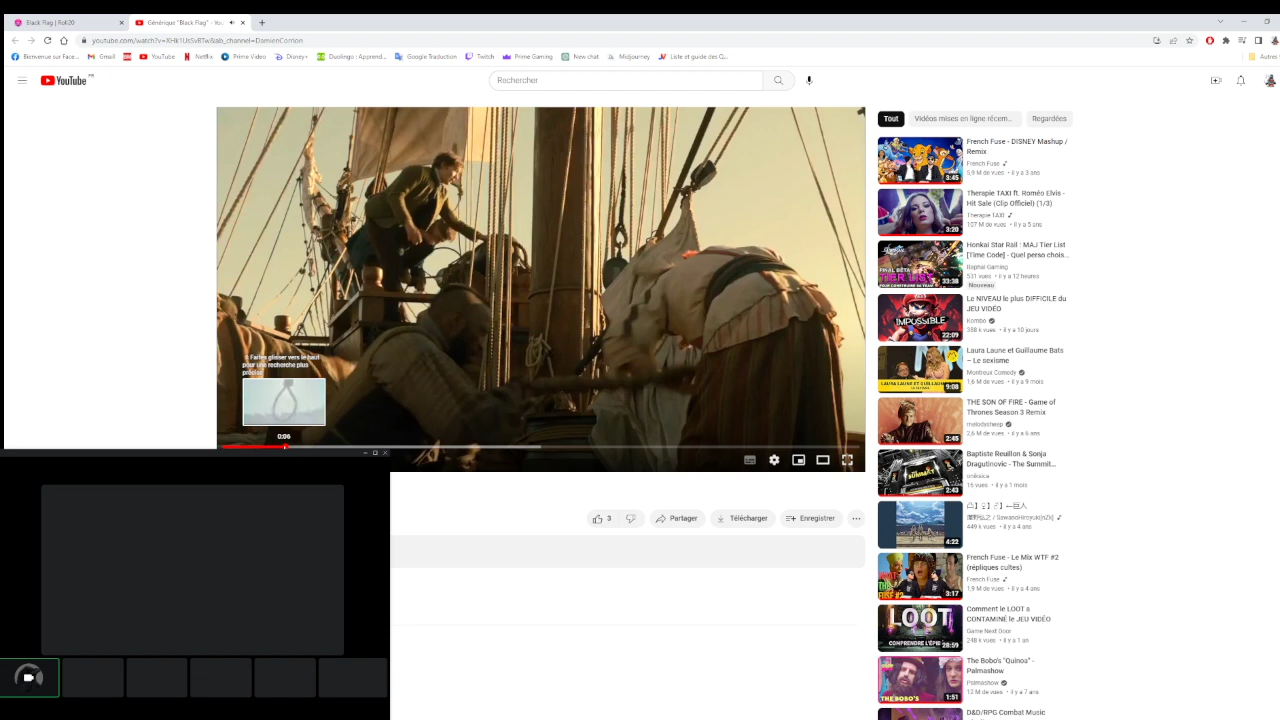 Black Flag | Roll20
Générique "Black Flag" - You
youtube.com/watch?v=XHk1UsSvBTw&ab_channel=DamienCorrion
Bienvenue sur Face...
Gmail
YouTube
Netflix
Prime Video
Disney+
Duolingo : Apprend...
Google Traduction
Twitch
Prime Gaming
New chat
Midjourney
Liste et guide des Q...
Autres
YouTube FR
Rechercher
Tout
Vidéos mises en ligne récem...
Regardées
French Fuse - DISNEY Mashup /
Remix
French Fuse
5,9 M de vues • il y a 3 ans
3:45
Therapie TAXI ft. Roméo Elvis -
Hit Sale (Clip Officiel) (1/3)
Therapie TAXI
107 M de vues • il y a 5 ans
3:20
Honkai Star Rail : MAJ Tier List
[Time Code] - Quel perso chois...
Baphal Gaming
531 vues • il y a 12 heures
Nouveau
FINAL BÊTA
TIER LIST
33:38
Le NIVEAU le plus DIFFICILE du
JEU VIDÉO
Kombo
388 k vues • il y a 10 jours
IMPOSSIBLE
22:09
Laura Laune et Guillaume Bats
– Le sexisme
Montreux Comedy
1,6 M de vues • il y a 9 mois
9:08
THE SON OF FIRE - Game of
Thrones Season 3 Remix
melodysheep
2,6 M de vues • il y a 6 ans
2:45
Baptiste Reuillon & Sonja
Dragutinovic - The Summit...
onérsica
16 vues • il y a 1 mois
2:43
449 k vues • il y a 4 ans
4:22
French Fuse - Le Mix WTF #2
(répliques cultes)
French Fuse
1,9 M de vues • il y a 4 ans
3:17
Comment le LOOT a
CONTAMINÉ le JEU VIDÉO
Game Next Door
248 k vues • il y a 1 an
LOOT
COMPRENDRE L'ÉPIC
28:59
The Bobo's "Quinoa" -
Palmashow
Palmashow
12 M de vues • il y a 7 ans
THE BOBO'S
1:51
D&D/RPG Combat Music
Faites glisser vers le haut
pour une recherche plus
précise
0:06
3
Partager
Télécharger
Enregistrer